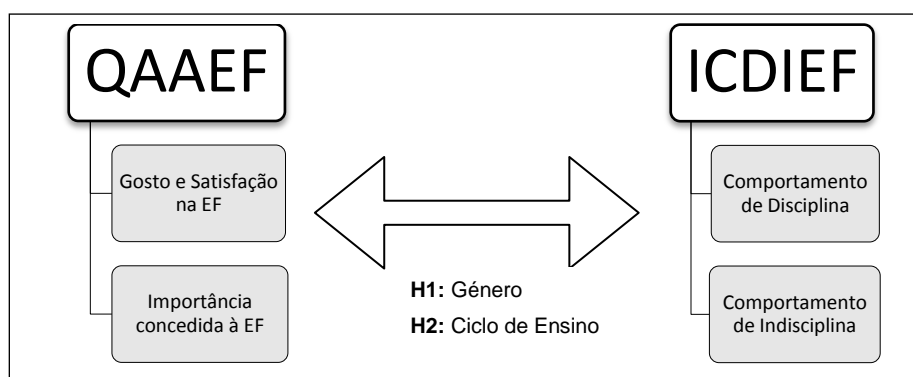 QAAEF
Gosto e Satisfação
na EF
Importância
concedida à EF
H1: Género
H2: Ciclo de Ensino
ICDIEF
Comportamento
de Disciplina
Comportamento
de Indisciplina